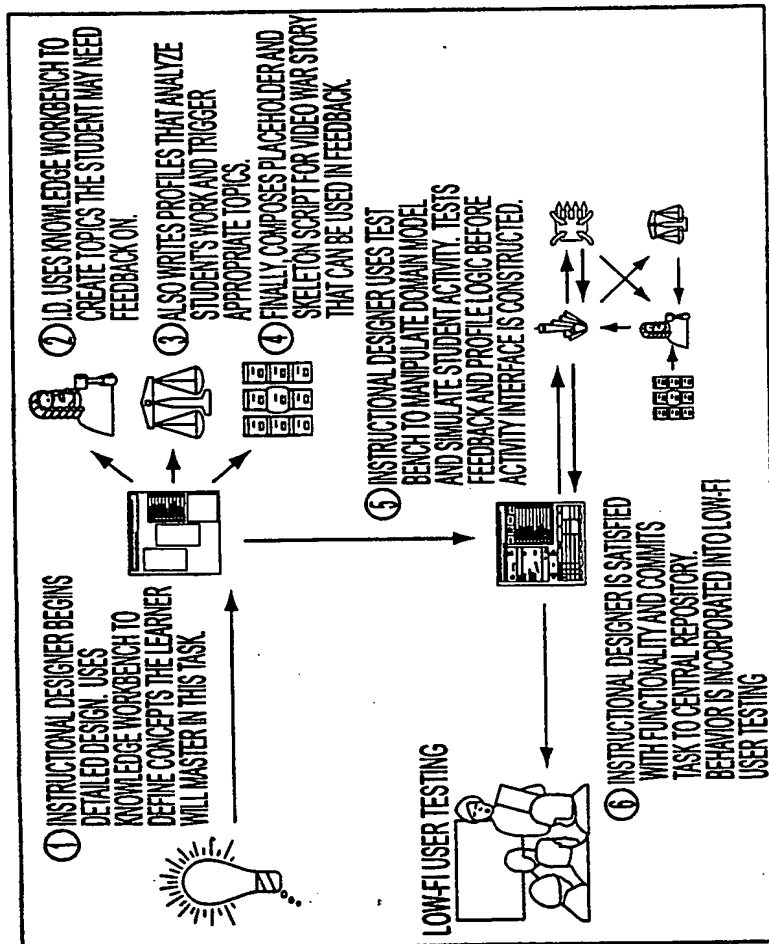 ① INSTRUCTIONAL DESIGNER BEGINS
DETAILED DESIGN. USES
KNOWLEDGE WORKBENCH TO
DEFINE CONCEPTS THE LEARNER
WILL MASTER IN THIS TASK.
② I.D. USES KNOWLEDGE WORKBENCH TO
CREATE TOPICS THE STUDENT MAY NEED
FEEDBACK ON.
③ ALSO WRITES PROFILES THAT ANALYZE
STUDENT'S WORK AND TRIGGER
APPROPRIATE TOPICS.
④ FINALLY, COMPOSES PLACEHOLDER AND
SKELETON SCRIPT FOR VIDEO WAR STORY
THAT CAN BE USED IN FEEDBACK.
⑤ INSTRUCTIONAL DESIGNER USES TEST
BENCH TO MANIPULATE DOMAIN MODEL
AND SIMULATE STUDENT ACTIVITY. TESTS
FEEDBACK AND PROFILE LOGIC BEFORE
ACTIVITY INTERFACE IS CONSTRUCTED.
LOW-FI USER TESTING
⑥ INSTRUCTIONAL DESIGNER IS SATISFIED
WITH FUNCTIONALITY AND COMMITS
TASK TO CENTRAL REPOSITORY.
BEHAVIOR IS INCORPORATED INTO LOW-FI
USER TESTING